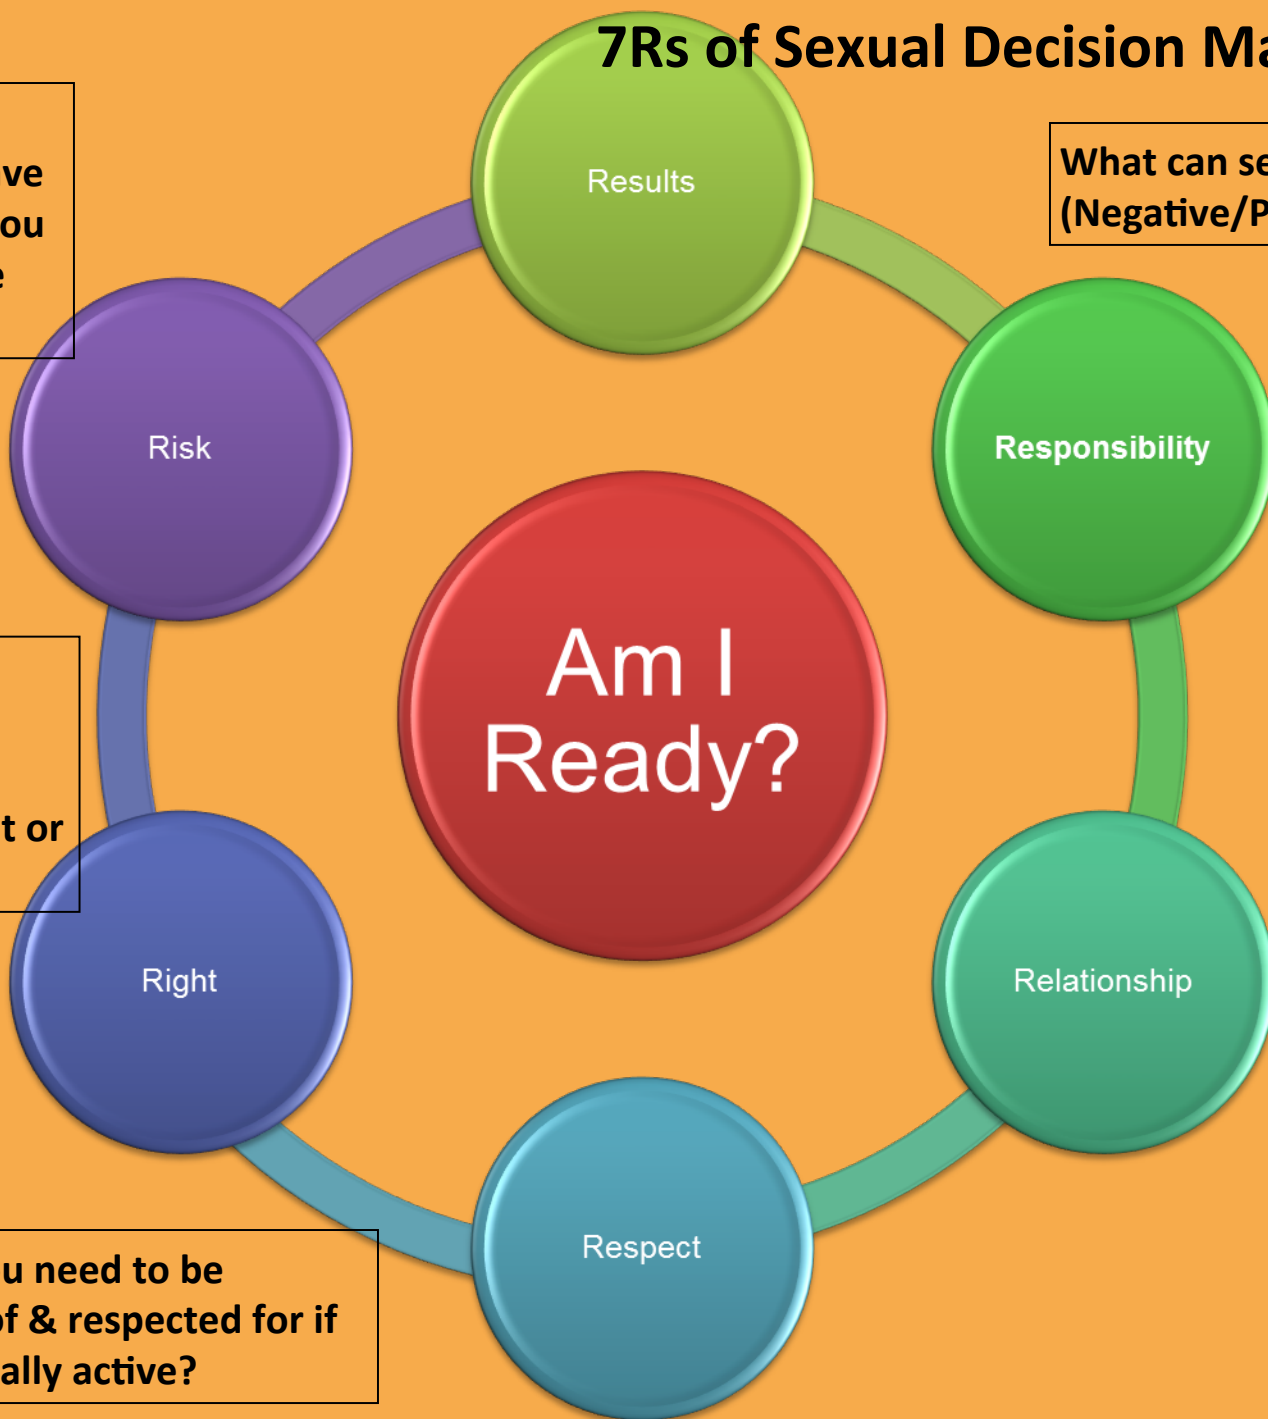 7Rs of Sexual Decision Ma
ve
ou
e
What can se
(Negative/P
Results
Risk
Responsibility
Am I
Ready?
t or
Right
Relationship
Respect
u need to be
of & respected for if
ally active?